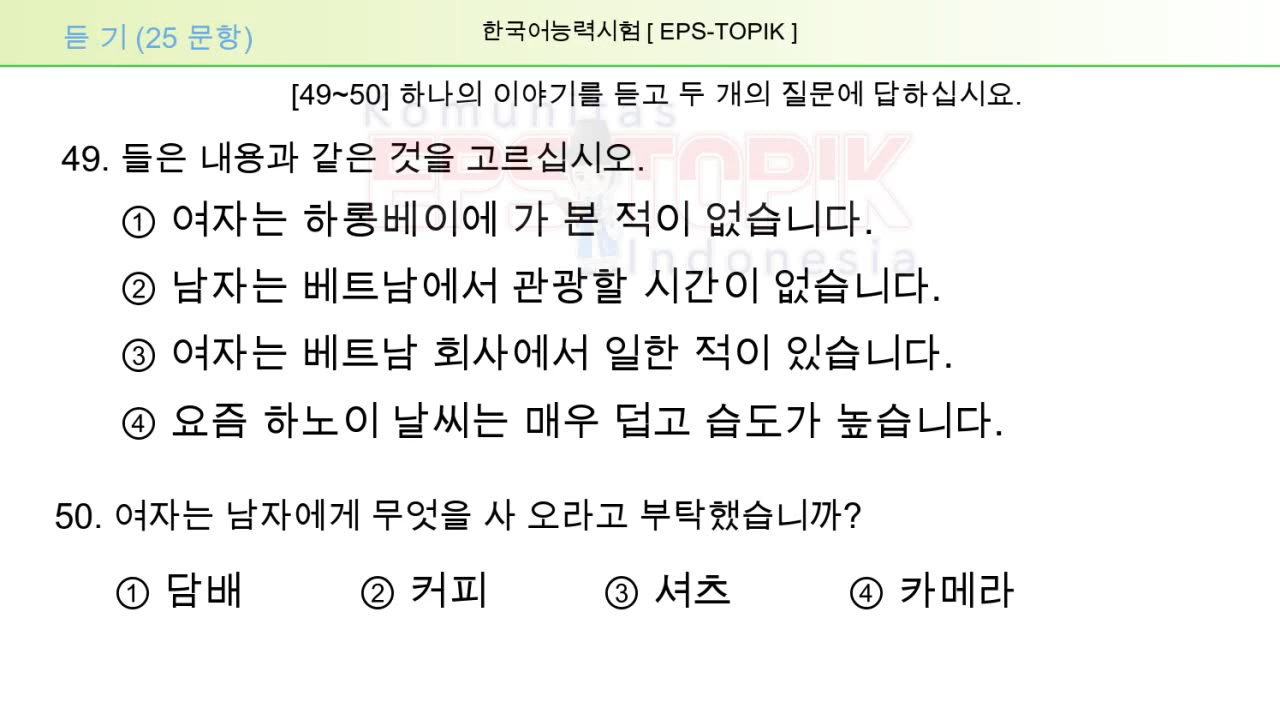 듣 기 (25 문항)
한국어능력시험 [ EPS-TOPIK ]
[49~50] 하나의 이야기를 듣고 두 개의 질문에 답하십시요.
Komunitas
EPS TOPIK
Indonesia
49. 들은 내용과 같은 것을 고르십시오.
① 여자는 하롱베이에 가 본 적이 없습니다.
② 남자는 베트남에서 관광할 시간이 없습니다.
③ 여자는 베트남 회사에서 일한 적이 있습니다.
④ 요즘 하노이 날씨는 매우 덥고 습도가 높습니다.
50. 여자는 남자에게 무엇을 사 오라고 부탁했습니까?
① 담배 ② 커피 ③ 셔츠 ④ 카메라